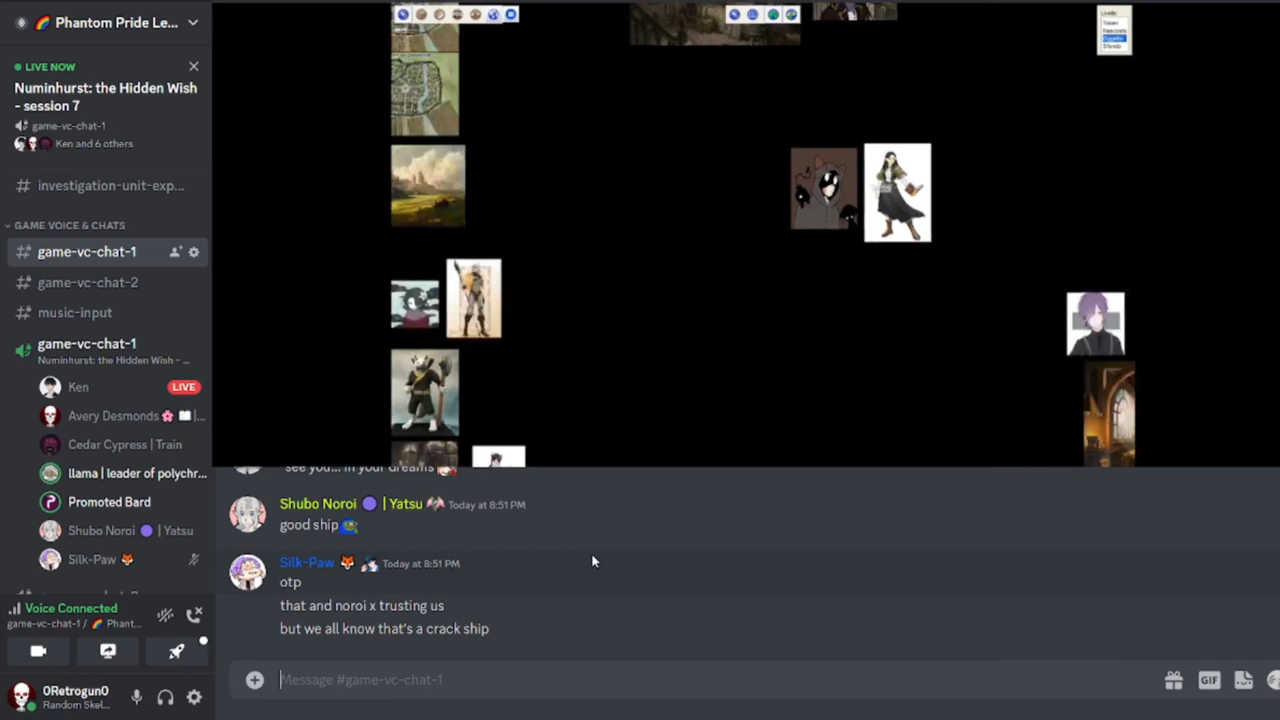 Phantom Pride Le...
LIVE NOW
Numinhurst: the Hidden Wish
- session 7
game-vc-chat-1
Ken and 6 others
investigation-unit-exp...
GAME VOICE & CHATS
game-vc-chat-1
game-vc-chat-2
music-input
game-vc-chat-1
Numinhurst: the Hidden Wish - ...
Ken
LIVE
Avery Desmonds |...
Cedar Cypress | Train
llama | leader of polychr...
Promoted Bard
Shubo Noroi | Yatsu
Silk-Paw
Voice Connected
game-vc-chat-1 / Phant...
0Retrogun0
Random Skel...
Token
see you... in your dreams
Shubo Noroi | Yatsu Today at 8:51 PM
good ship
Silk-Paw Today at 8:51 PM
otp
that and noroi x trusting us
but we all know that's a crack ship
Message #game-vc-chat-1
GIF